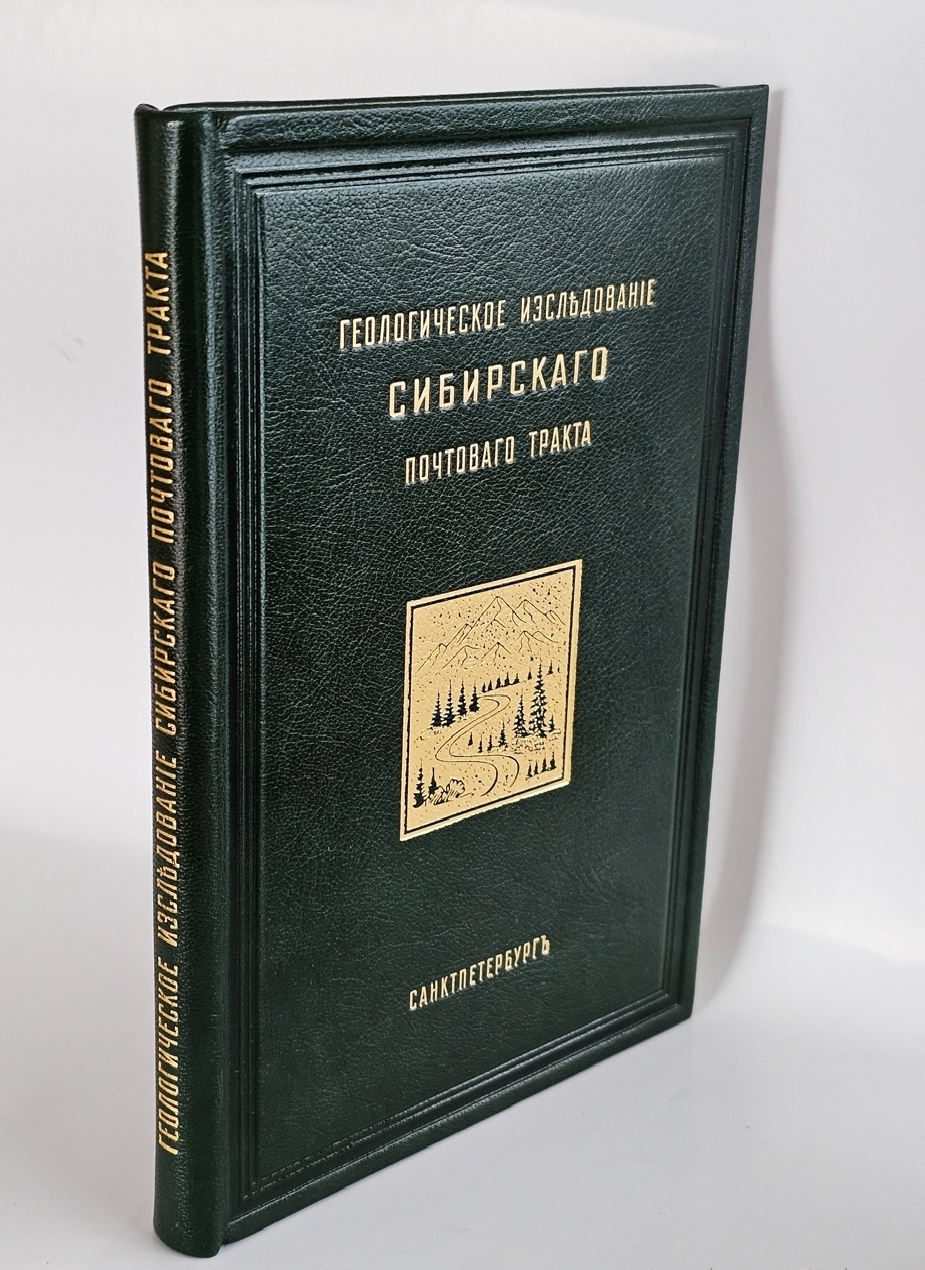 ГЕОЛОГИЧЕСКОЕ ИЗСЛѢДОВАНІЕ СИБИРСКАГО ПОЧТОВАГО ТРАКТА
ГЕОЛОГИЧЕСКОЕ ИЗСЛѢДОВАНІЕ
СИБИРСКАГО
ПОЧТОВАГО ТРАКТА
САНКТПЕТЕРБУРГЪ